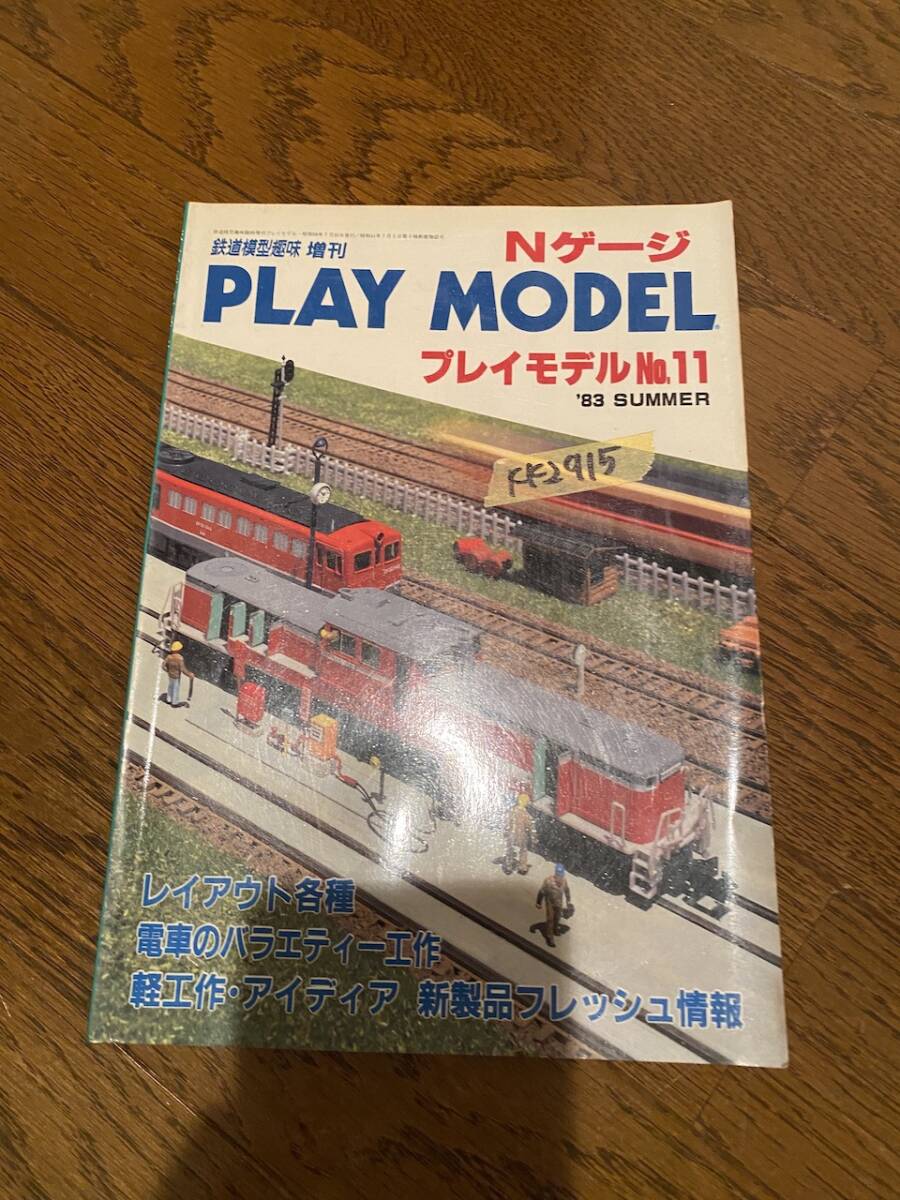 鉄道模型趣味 増刊
Nゲージ
PLAY MODEL
プレイモデル No.11
'83 SUMMER
KF2915
レイアウト各種
電車のバラエティー工作
軽工作・アイディア 新製品フレッシュ情報